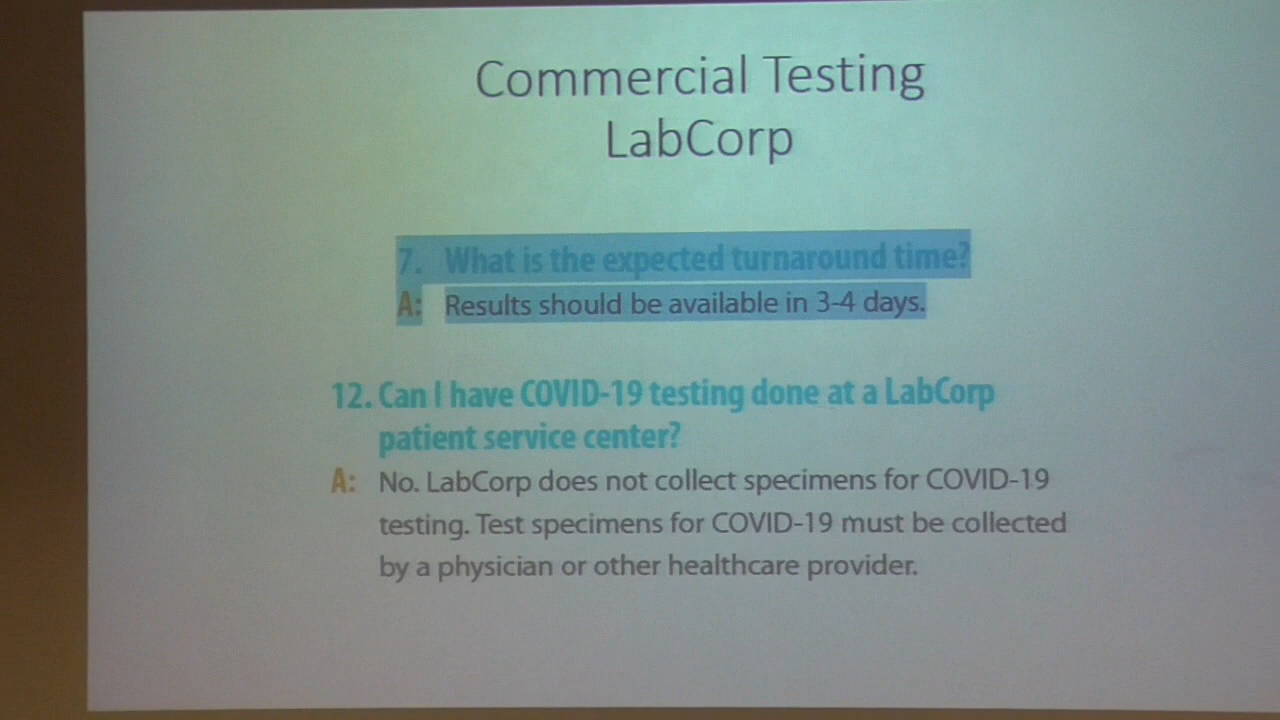 Commercial Testing
LabCorp
7. What is the expected turnaround time?
A: Results should be available in 3-4 days.
12. Can I have COVID-19 testing done at a LabCorp
patient service center?
A: No. LabCorp does not collect specimens for COVID-19
testing. Test specimens for COVID-19 must be collected
by a physician or other healthcare provider.